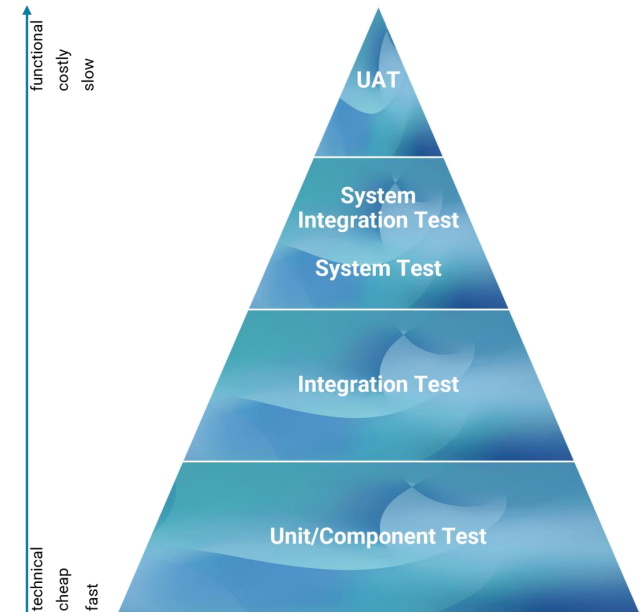 functional
costly
slow
UAT
System
Integration Test
System Test
Integration Test
Unit/Component Test
technical
cheap
fast